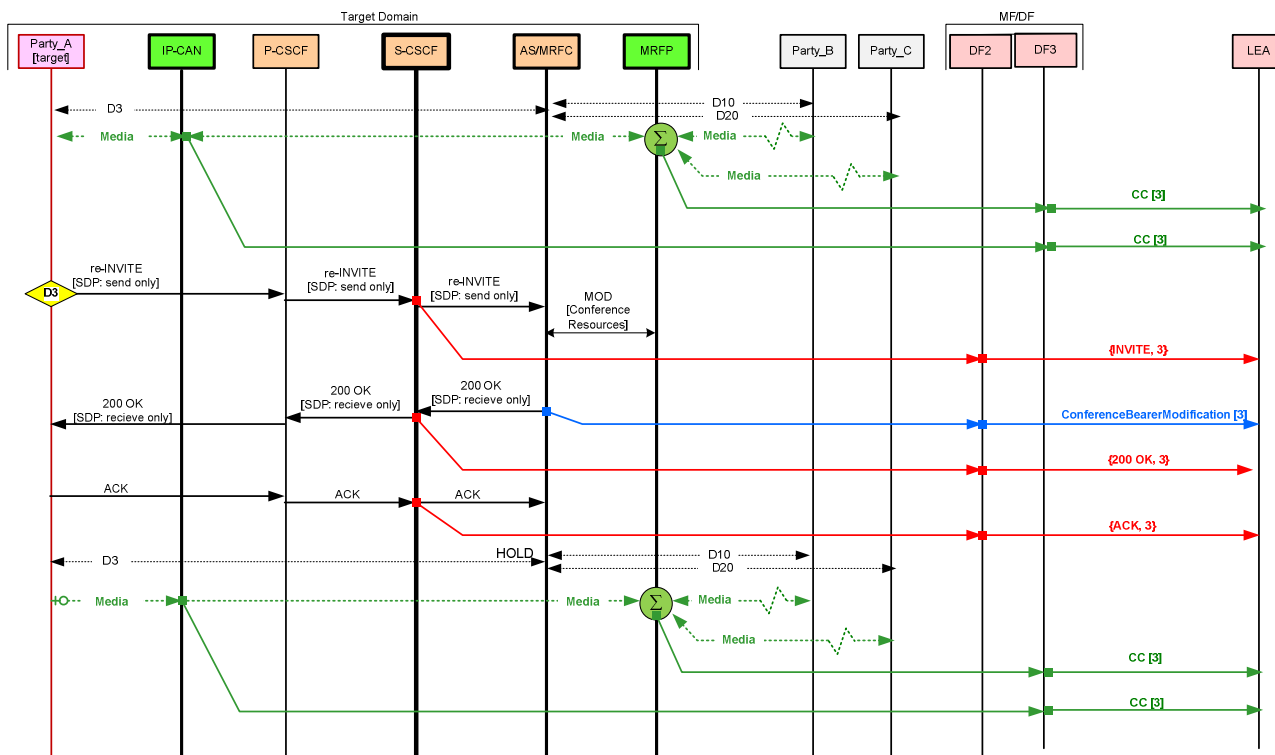 Target Domain
MF/DF
Party_A
[target]
IP-CAN
P-CSCF
S-CSCF
AS/MRFC
MRFP
Party_B
Party_C
DF2
DF3
LEA
D3
D10
D20
Media
Media
Σ
Media
Media
CC [3]
CC [3]
re-INVITE
[SDP: send only]
re-INVITE
[SDP: send only]
re-INVITE
[SDP: send only]
D3
MOD
[Conference
Resources]
{INVITE, 3}
200 OK
[SDP: recieve only]
200 OK
[SDP: recieve only]
200 OK
[SDP: recieve only]
ConferenceBearerModification [3]
{200 OK, 3}
ACK
ACK
ACK
{ACK, 3}
D3
HOLD
D10
D20
Media
Media
Σ
Media
Media
CC [3]
CC [3]